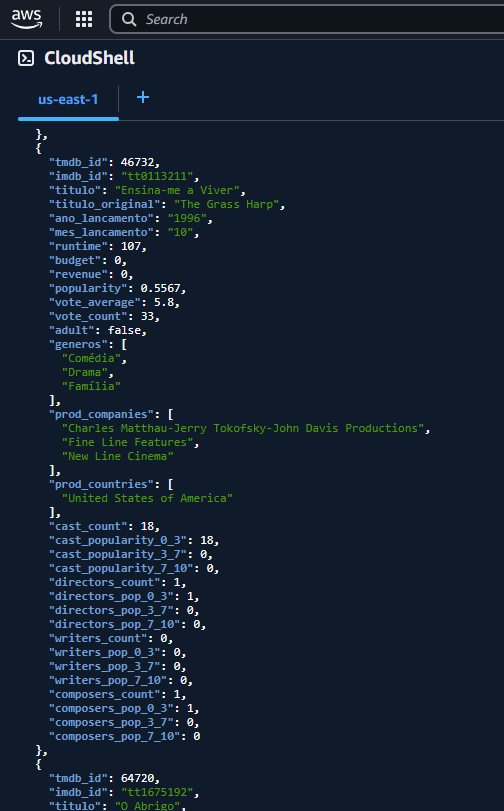 aws
Search
CloudShell
us-east-1
+
},
{
"tmdb_id": 46732,
"imdb_id": "tt0113211",
"titulo": "Ensina-me a Viver",
"titulo_original": "The Grass Harp",
"ano_lancamento": "1996",
"mes_lancamento": "10",
"runtime": 107,
"budget": 0,
"revenue": 0,
"popularity": 0.5567,
"vote_average": 5.8,
"vote_count": 33,
"adult": false,
"generos": [
"Comédia",
"Drama",
"Família"
],
"prod_companies": [
"Charles Matthau-Jerry Tokofsky-John Davis Productions",
"Fine Line Features",
"New Line Cinema"
],
"prod_countries": [
"United States of America"
],
"cast_count": 18,
"cast_popularity_0_3": 18,
"cast_popularity_3_7": 0,
"cast_popularity_7_10": 0,
"directors_count": 1,
"directors_pop_0_3": 1,
"directors_pop_3_7": 0,
"directors_pop_7_10": 0,
"writers_count": 0,
"writers_pop_0_3": 0,
"writers_pop_3_7": 0,
"writers_pop_7_10": 0,
"composers_count": 1,
"composers_pop_0_3": 1,
"composers_pop_3_7": 0,
"composers_pop_7_10": 0
},
{
"tmdb_id": 64720,
"imdb_id": "tt1675192",
"titulo": "O Abrigo",